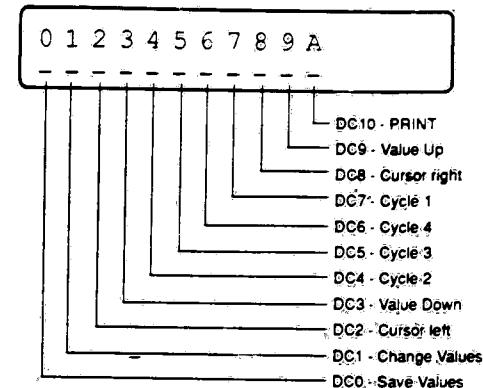 0 1 2 3 4 5 6 7 8 9 A
DC10 - PRINT
DC9 - Value Up
DC8 - Cursor right
DC7 - Cycle 1
DC6 - Cycle 4
DC5 - Cycle 3
DC4 - Cycle 2
DC3 - Value Down
DC2 - Cursor left
DC1 - Change Values
DC0 - Save Values